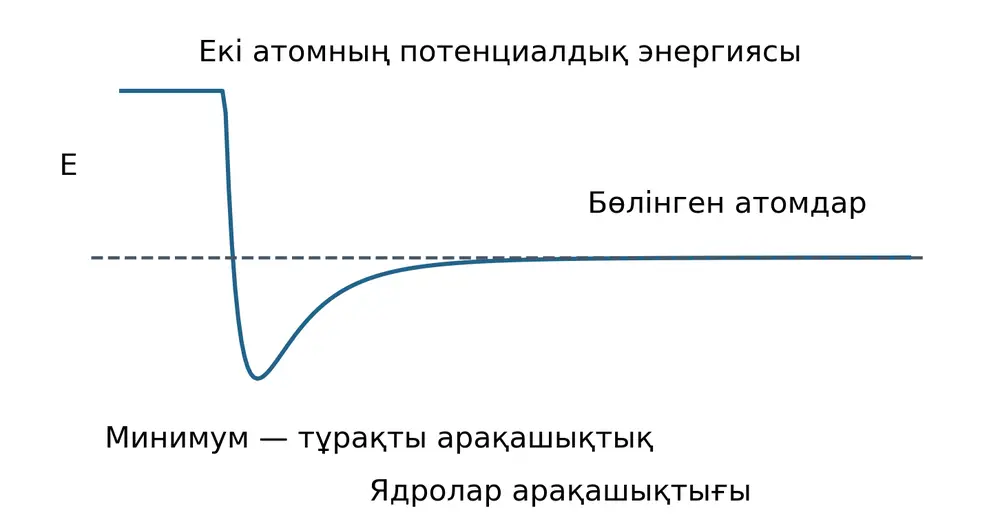 Екі атомның потенциалдық энергиясы
E
Бөлінген атомдар
Минимум — тұрақты арақашықтық
Ядролар арақашықтығы